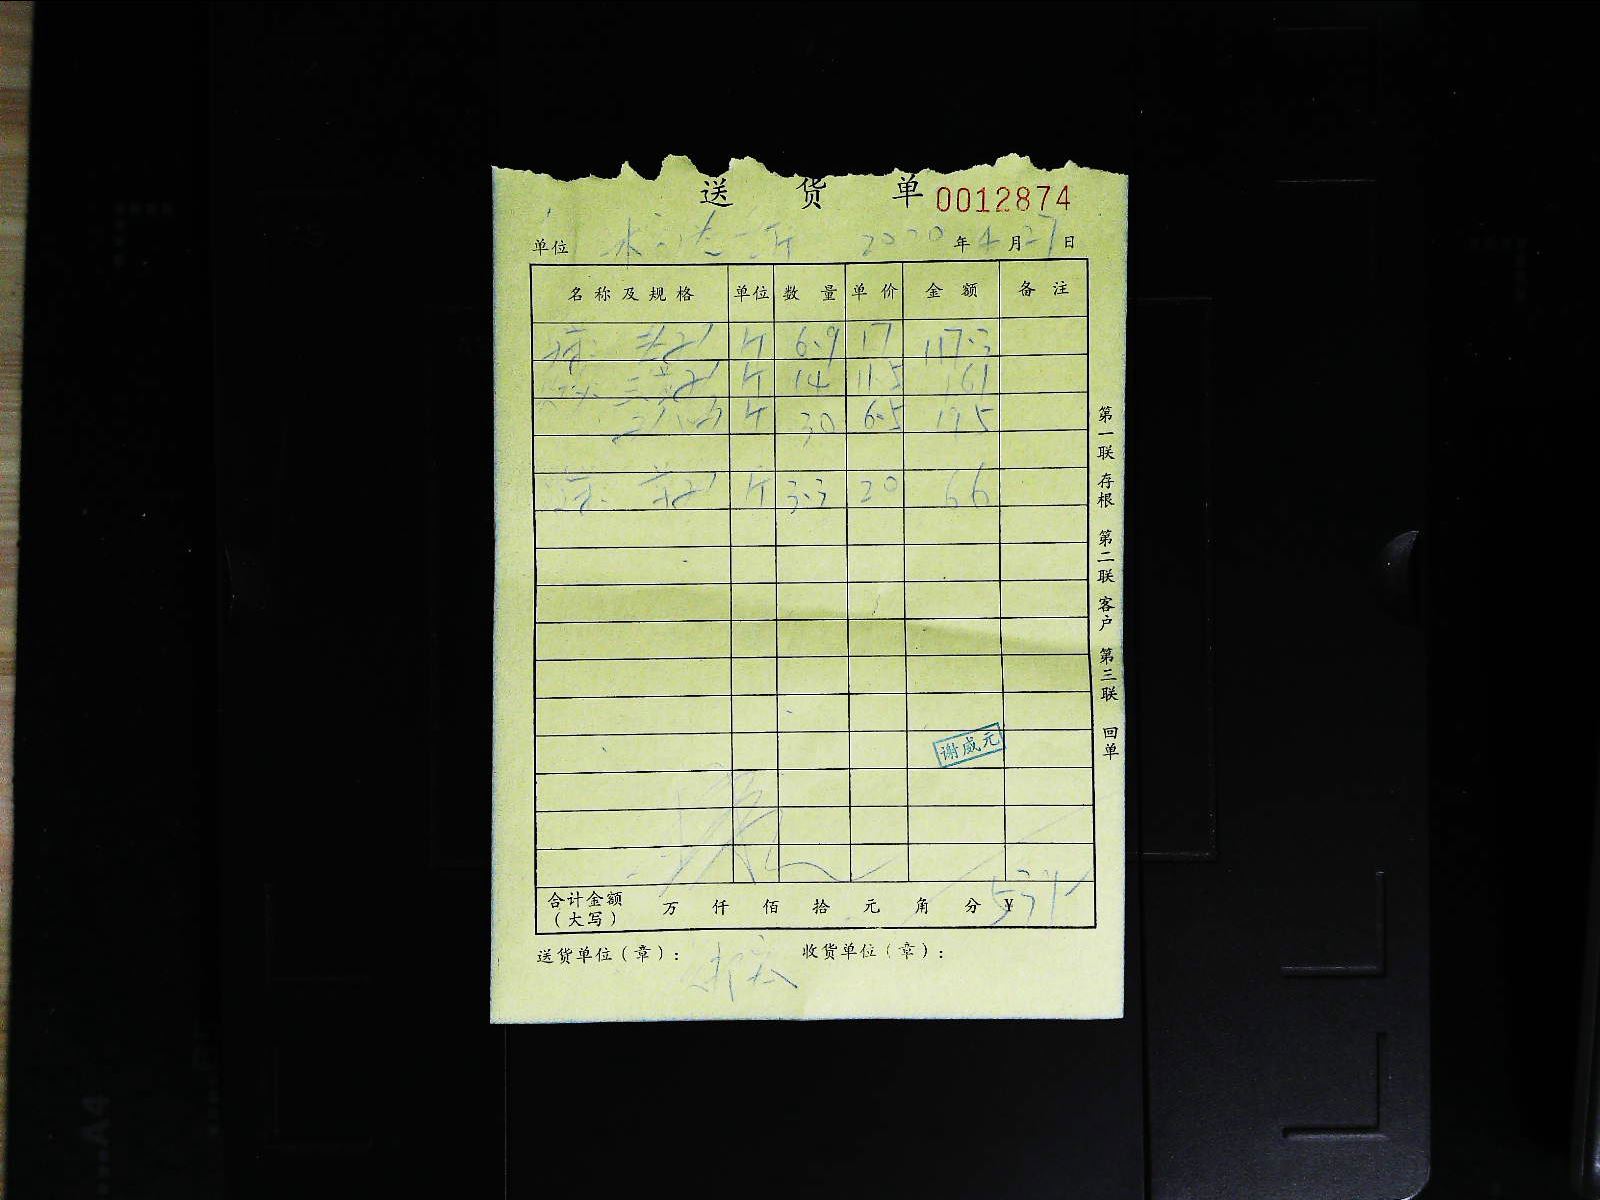 送 货 单 0012874
单位 2020 年 4 月 27 日
名称及规格 单位 数量 单价 金额 备注
斤 6.9 17 117.3
斤 14 11.5 161
斤 30 6.5 195
斤 3.3 20 66
谢威元
合计金额（大写） 万 仟 佰 拾 元 角 分 ¥
送货单位（章）： 收货单位（章）：
第一联 存根 第二联 客户 第三联 回单